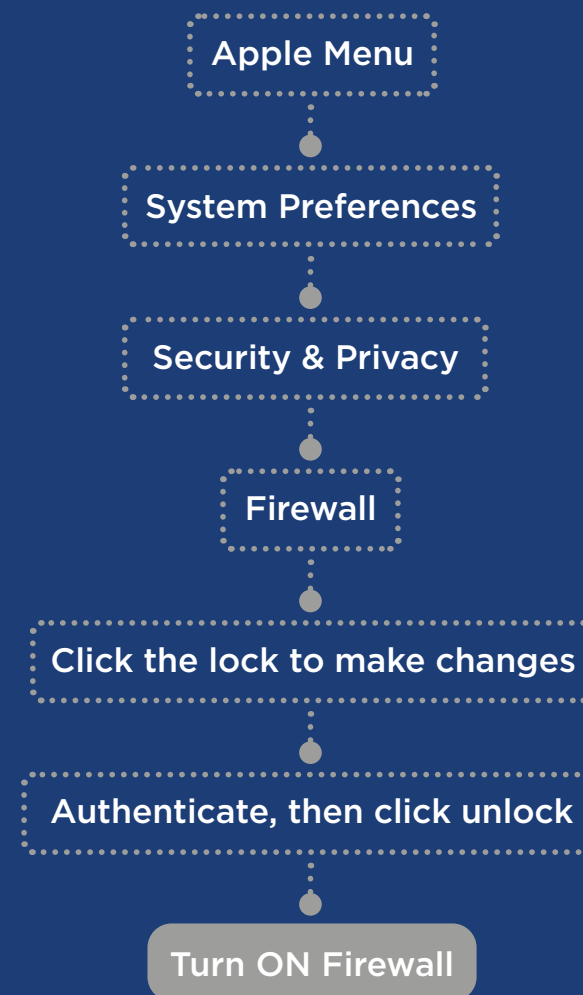 Apple Menu
System Preferences
Security & Privacy
Firewall
Click the lock to make changes
Authenticate, then click unlock
Turn ON Firewall